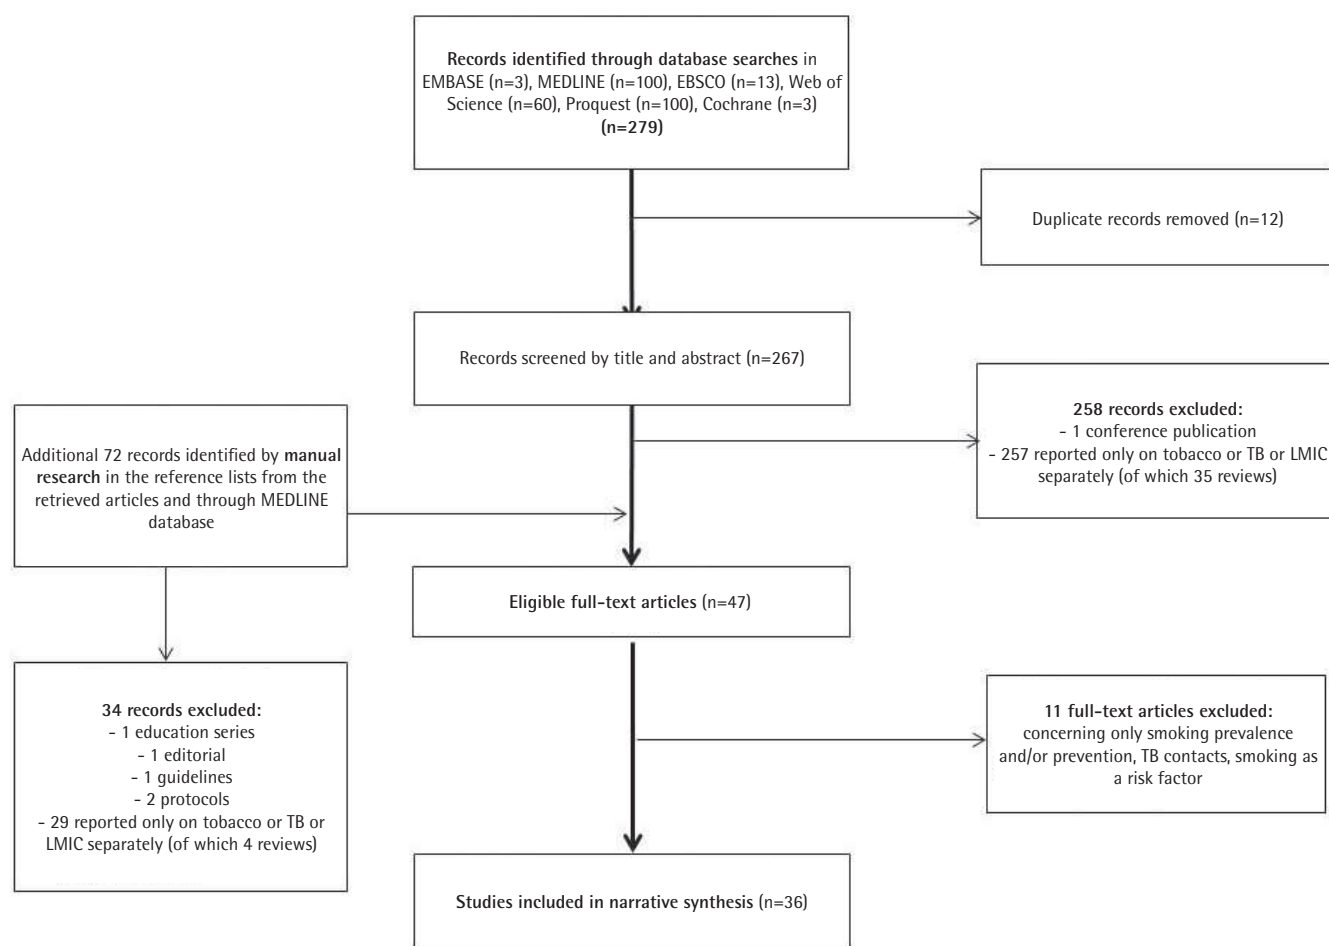 Records identified through database searches in
EMBASE (n=3), MEDLINE (n=100), EBSCO (n=13), Web of
Science (n=60), Proquest (n=100), Cochrane (n=3)
(n=279)
Duplicate records removed (n=12)
Records screened by title and abstract (n=267)
258 records excluded:
- 1 conference publication
- 257 reported only on tobacco or TB or LMIC
separately (of which 35 reviews)
Additional 72 records identified by manual
research in the reference lists from the
retrieved articles and through MEDLINE
database
Eligible full-text articles (n=47)
34 records excluded:
- 1 education series
- 1 editorial
- 1 guidelines
- 2 protocols
- 29 reported only on tobacco or TB or
LMIC separately (of which 4 reviews)
11 full-text articles excluded:
concerning only smoking prevalence
and/or prevention, TB contacts, smoking as
a risk factor
Studies included in narrative synthesis (n=36)